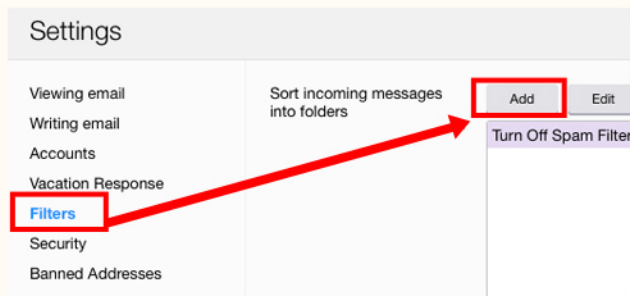 Settings
Viewing email
Writing email
Accounts
Vacation Response
Filters
Security
Banned Addresses
Sort incoming messages
into folders
Add
Edit
Turn Off Spam Filter